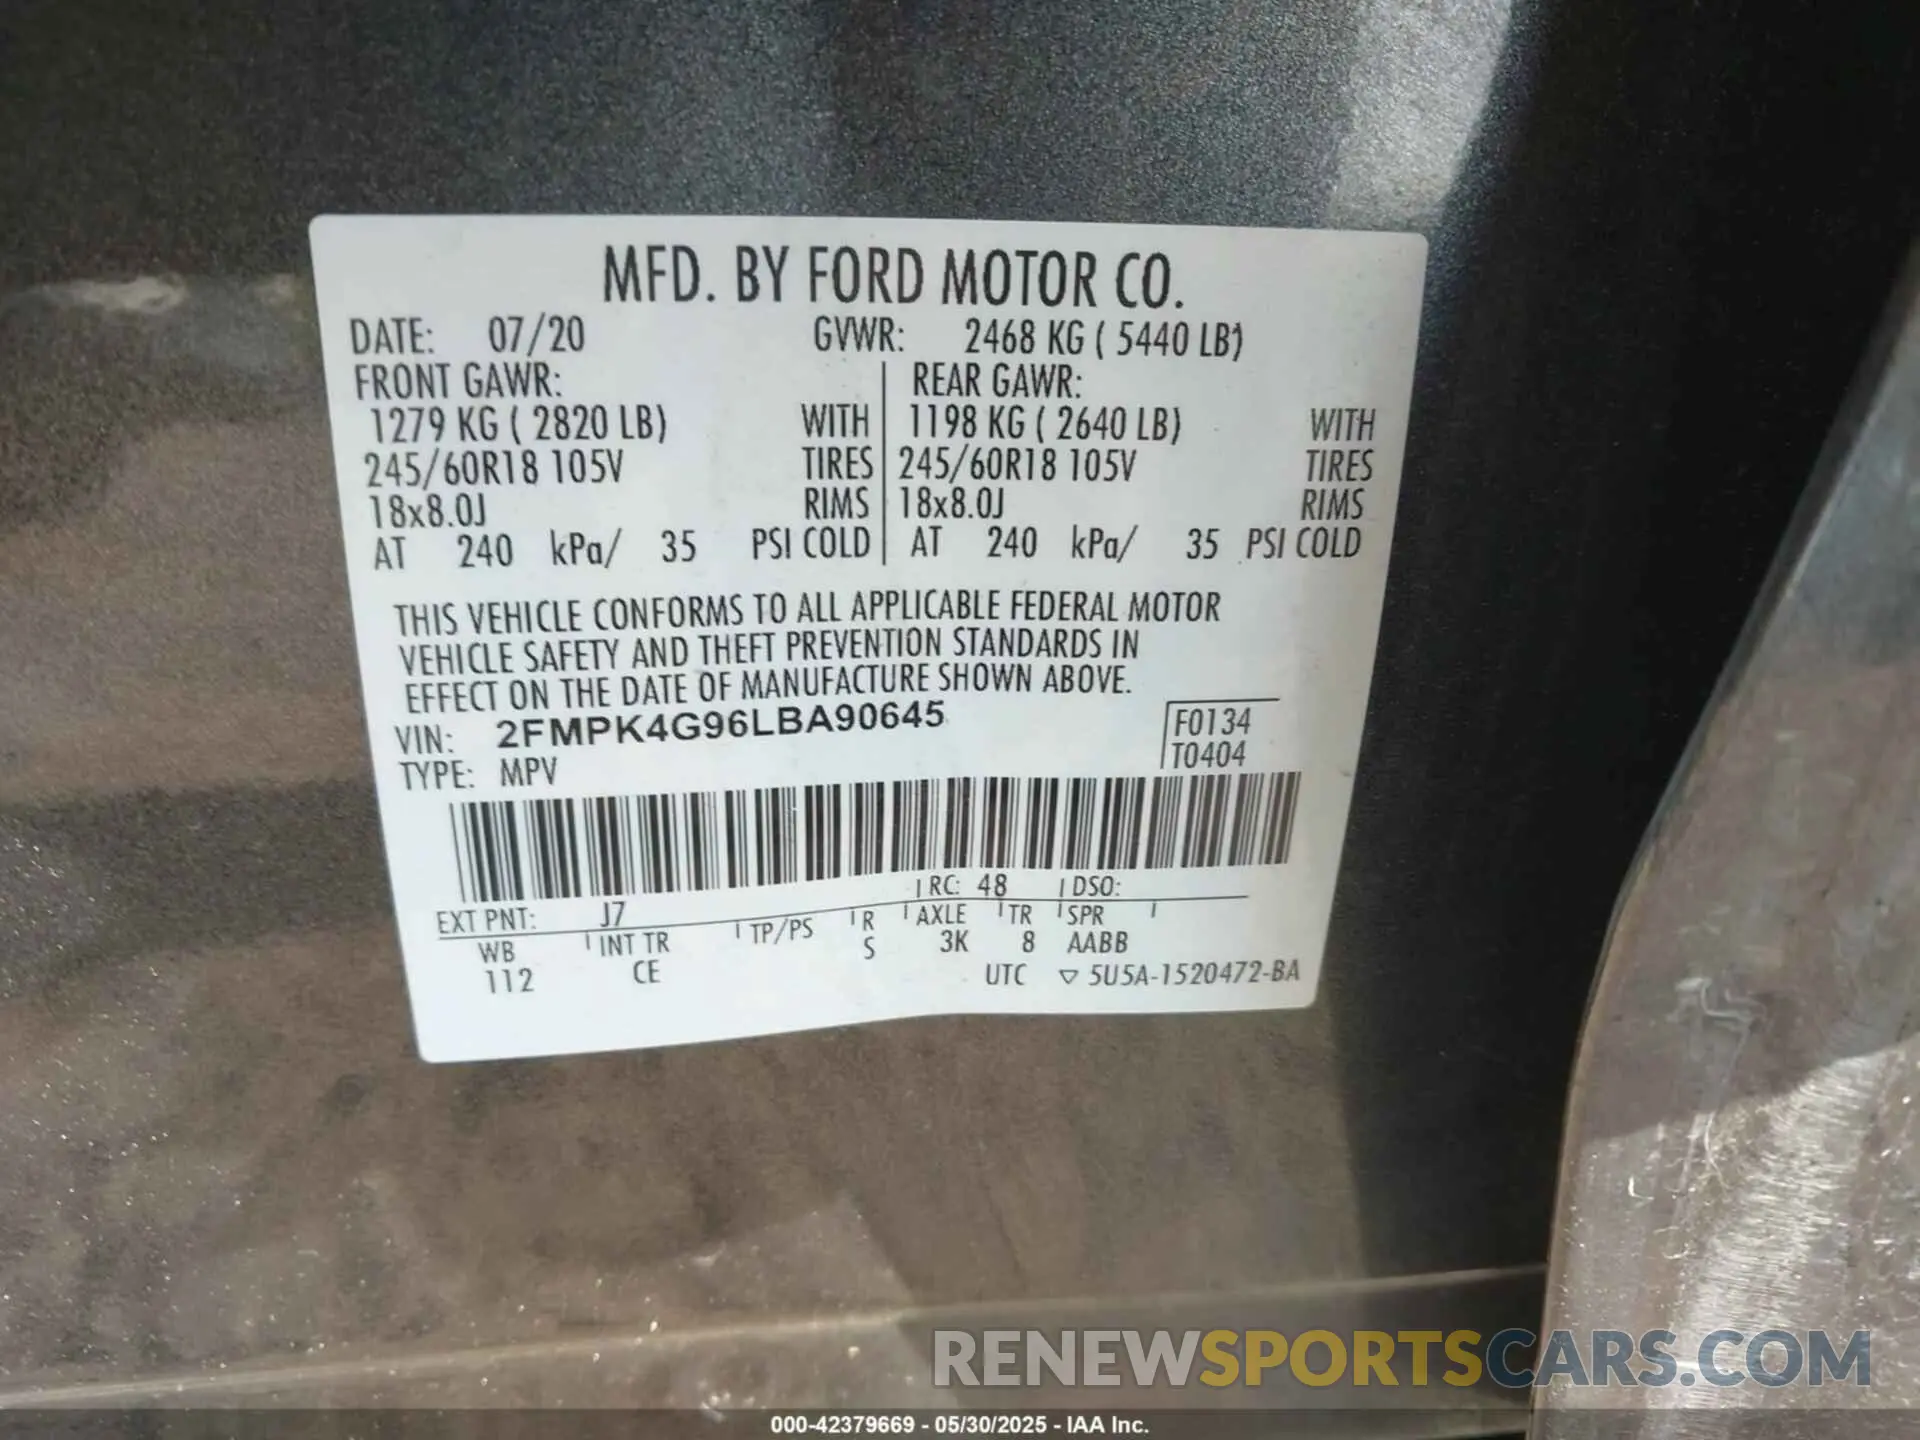 MFD. BY FORD MOTOR CO.
DATE: 07/20 GVWR: 2468 KG ( 5440 LB)
FRONT GAWR: REAR GAWR:
1279 KG ( 2820 LB) WITH 1198 KG ( 2640 LB) WITH
245/60R18 105V TIRES 245/60R18 105V TIRES
18x8.0J RIMS 18x8.0J RIMS
AT 240 kPa/ 35 PSI COLD AT 240 kPa/ 35 PSI COLD
THIS VEHICLE CONFORMS TO ALL APPLICABLE FEDERAL MOTOR
VEHICLE SAFETY AND THEFT PREVENTION STANDARDS IN
EFFECT ON THE DATE OF MANUFACTURE SHOWN ABOVE.
VIN: 2FMPK4G96LBA90645 F0134
TYPE: MPV T0404
EXT PNT: J7 RC: 48 DSO:
WB INT TR TP/PS R AXLE TR SPR
112 CE S 3K 8 AABB
UTC ▽ 5U5A-1520472-BA
RENEWSPORTSCARS.COM
000-42379669 - 05/30/2025 - IAA Inc.